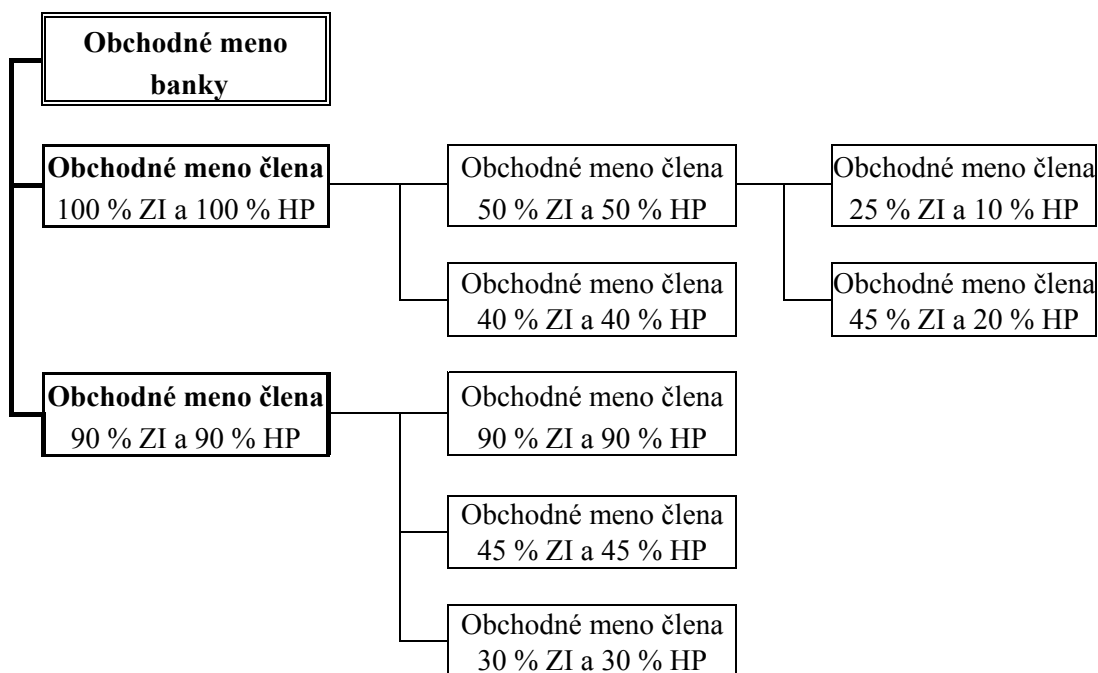 Obchodné meno
banky
Obchodné meno člena
100 % ZI a 100 % HP
Obchodné meno člena
50 % ZI a 50 % HP
Obchodné meno člena
25 % ZI a 10 % HP
Obchodné meno člena
40 % ZI a 40 % HP
Obchodné meno člena
45 % ZI a 20 % HP
Obchodné meno člena
90 % ZI a 90 % HP
Obchodné meno člena
90 % ZI a 90 % HP
Obchodné meno člena
45 % ZI a 45 % HP
Obchodné meno člena
30 % ZI a 30 % HP